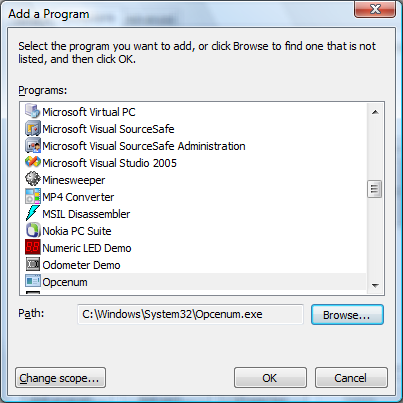 Add a Program
Select the program you want to add, or click Browse to find one that is not
listed, and then click OK.
Programs:
Microsoft Virtual PC
Microsoft Visual SourceSafe
Microsoft Visual SourceSafe Administration
Microsoft Visual Studio 2005
Minesweeper
MP4 Converter
MSIL Disassembler
Nokia PC Suite
Numeric LED Demo
Odometer Demo
Opcenum
Path: C:\Windows\System32\Opcenum.exe Browse...
Change scope... OK Cancel